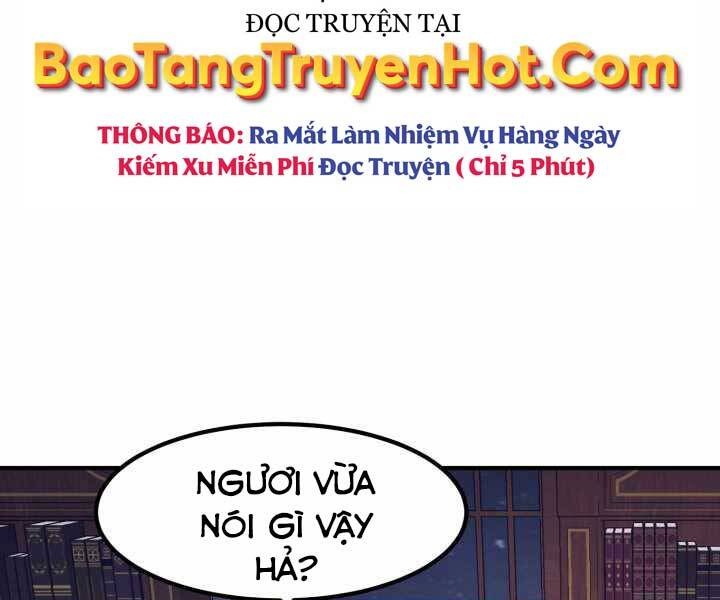 ĐỌC TRUYỆN TẠI
BaoTangTruyenHot.Com
THÔNG BÁO: Ra Mắt Làm Nhiệm Vụ Hàng Ngày
Kiếm Xu Miễn Phí Đọc Truyện ( Chỉ 5 Phút)
NGƯƠI VỪA
NÓI GÌ VẬY
HẢ?